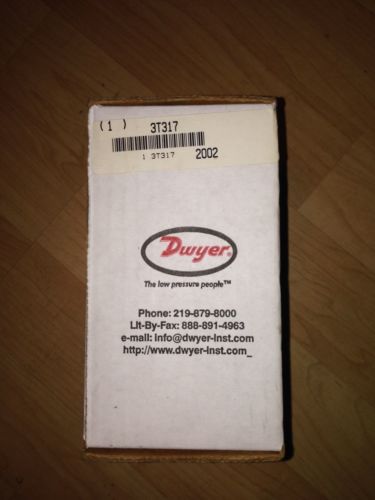 (1) 3T317
1 3T317 2002
Dwyer®
The low pressure people™
Phone: 219-879-8000
Lit-By-Fax: 888-891-4963
e-mail: info@dwyer-inst.com
http://www.dwyer-inst.com_